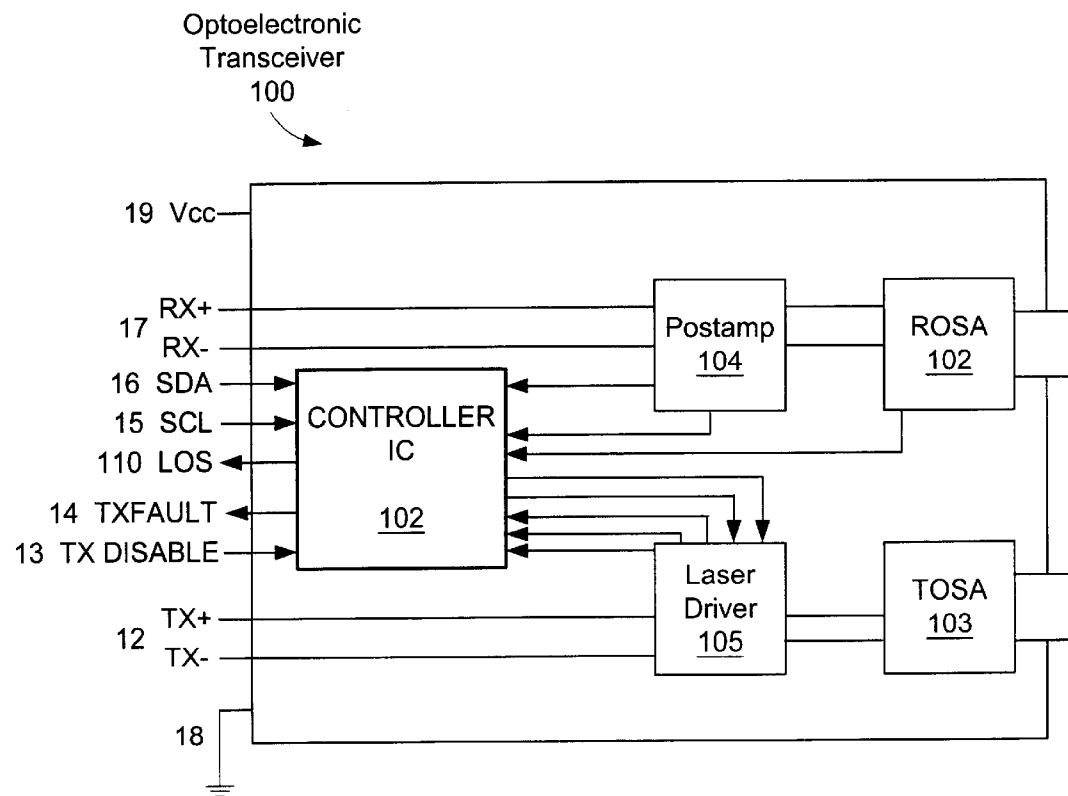 Optoelectronic
Transceiver
100
19 Vcc
RX+
17
RX-
16 SDA
15 SCL
110 LOS
14 TXFAULT
13 TX DISABLE
TX+
12
TX-
18
CONTROLLER
IC
102
Postamp
104
ROSA
102
Laser
Driver
105
TOSA
103